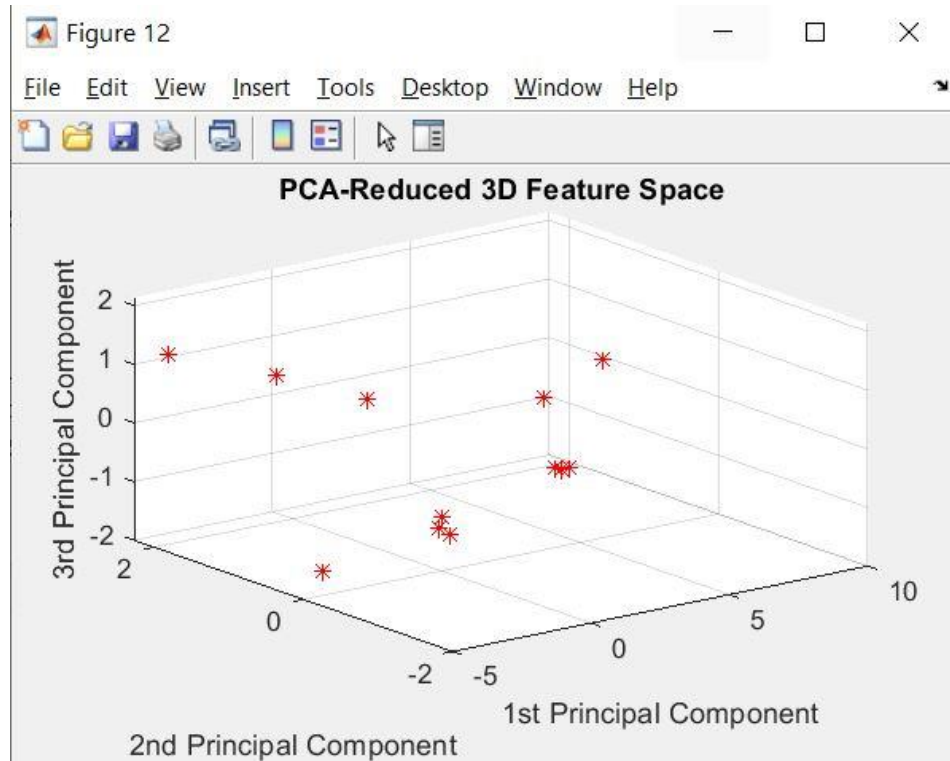 Figure 12
File Edit View Insert Tools Desktop Window Help
PCA-Reduced 3D Feature Space
3rd Principal Component
2
1
0
-1
-2
2
0
-2
-5
0
5
10
1st Principal Component
2nd Principal Component